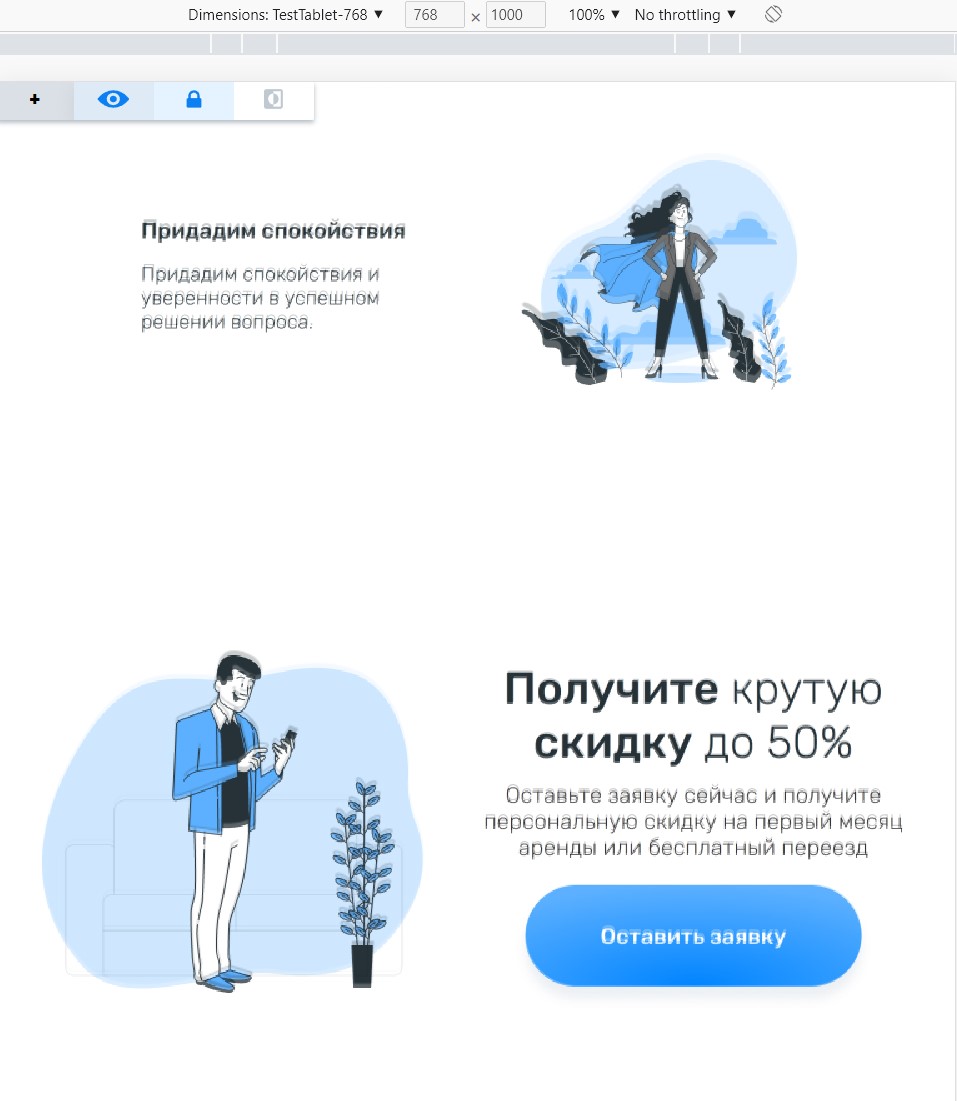 Dimensions: TestTablet-768 ▼ 768 × 1000 100% ▼ No throttling ▼
+
Придадим спокойствия
Придадим спокойствия и
уверенности в успешном
решении вопроса.
Получите крутую
скидку до 50%
Оставьте заявку сейчас и получите
персональную скидку на первый месяц
аренды или бесплатный переезд
Оставить заявку